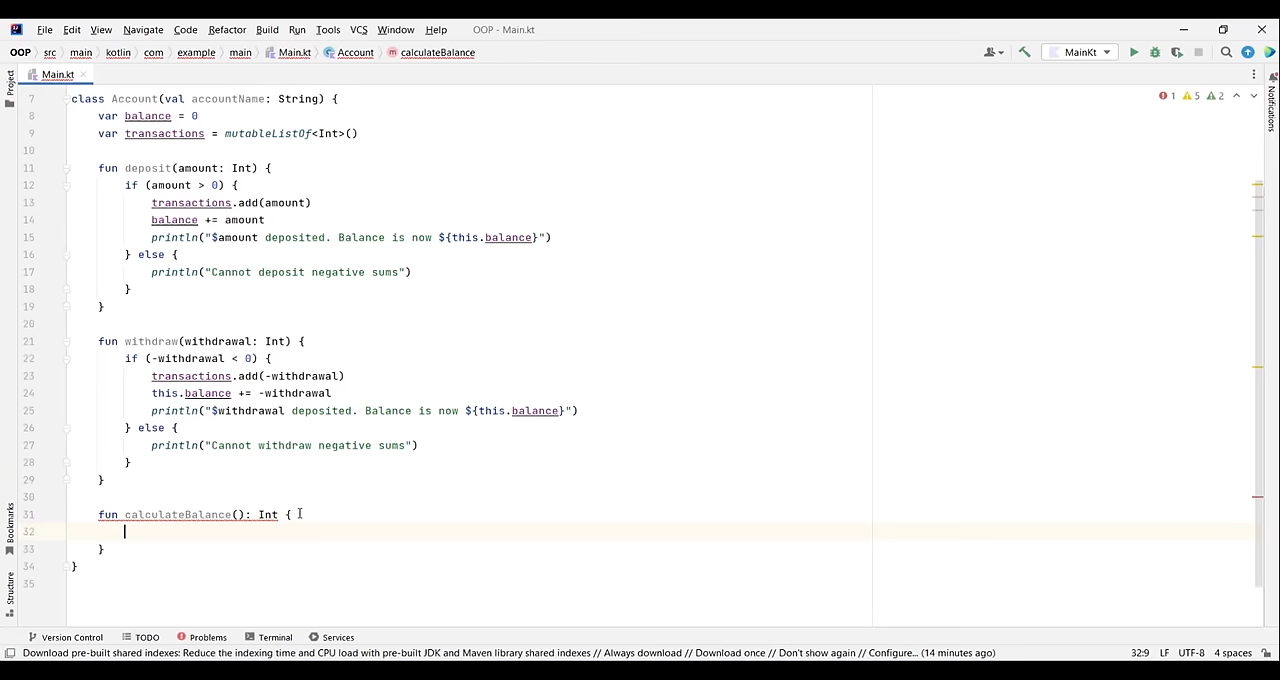 File Edit View Navigate Code Refactor Build Run Tools VCS Window Help OOP - Main.kt
OOP src main kotlin com example main Main.kt Account calculateBalance MainKt
Project Main.kt
Notifications
1 5 2
7 class Account(val accountName: String) {
8     var balance = 0
9     var transactions = mutableListOf<Int>()
10
11     fun deposit(amount: Int) {
12         if (amount > 0) {
13             transactions.add(amount)
14             balance += amount
15             println("$amount deposited. Balance is now ${this.balance}")
16         } else {
17             println("Cannot deposit negative sums")
18         }
19     }
20
21     fun withdraw(withdrawal: Int) {
22         if (-withdrawal < 0) {
23             transactions.add(-withdrawal)
24             this.balance += -withdrawal
25             println("$withdrawal deposited. Balance is now ${this.balance}")
26         } else {
27             println("Cannot withdraw negative sums")
28         }
29     }
30
31     fun calculateBalance(): Int {
32
33     }
34 }
35
Bookmarks
Structure
Version Control TODO Problems Terminal Services
Download pre-built shared indexes: Reduce the indexing time and CPU load with pre-built JDK and Maven library shared indexes // Always download // Download once // Don't show again // Configure... (14 minutes ago) 32:9 LF UTF-8 4 spaces